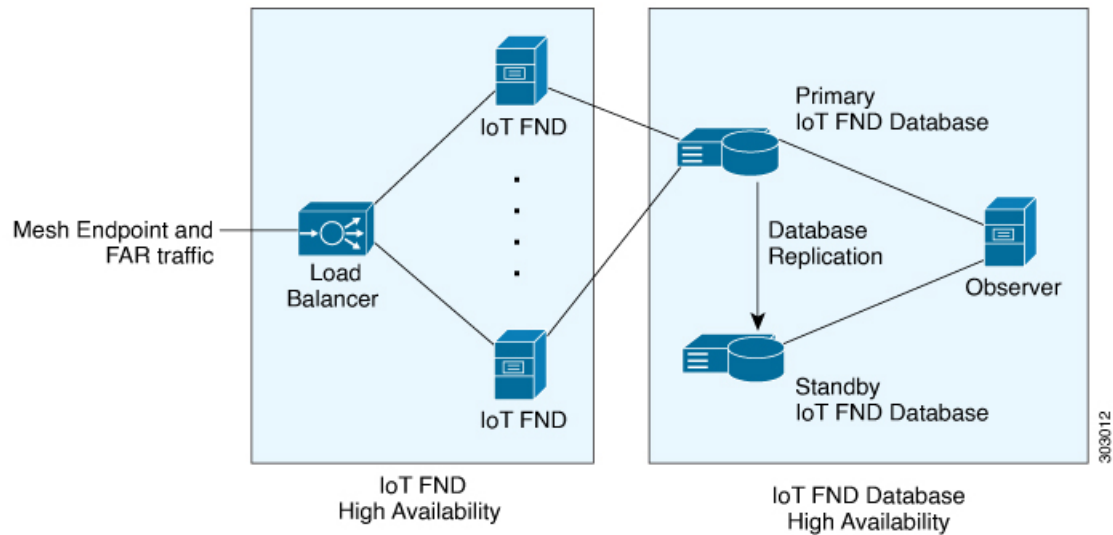 IoT FND
Mesh Endpoint and
FAR traffic
Load
Balancer
IoT FND
IoT FND
High Availability
Primary
IoT FND Database
Database
Replication
Observer
Standby
IoT FND Database
IoT FND Database
High Availability
303012